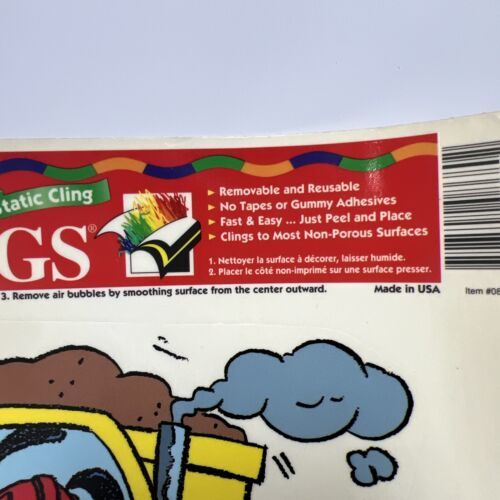 Static Cling
GS®
Removable and Reusable
No Tapes or Gummy Adhesives
Fast & Easy ... Just Peel and Place
Clings to Most Non-Porous Surfaces
1. Nettoyer la surface à décorer, laisser humide.
2. Placer le côté non-imprimé sur une surface presser.
3. Remove air bubbles by smoothing surface from the center outward.
Made in USA
Item #08